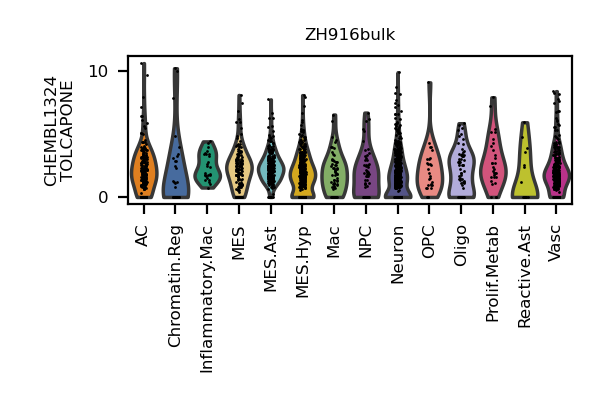 ZH916bulk
CHEMBL1324
TOLCAPONE
10
0
AC
Chromatin.Reg
Inflammatory.Mac
MES
MES.Ast
MES.Hyp
Mac
NPC
Neuron
OPC
Oligo
Prolif.Metab
Reactive.Ast
Vasc